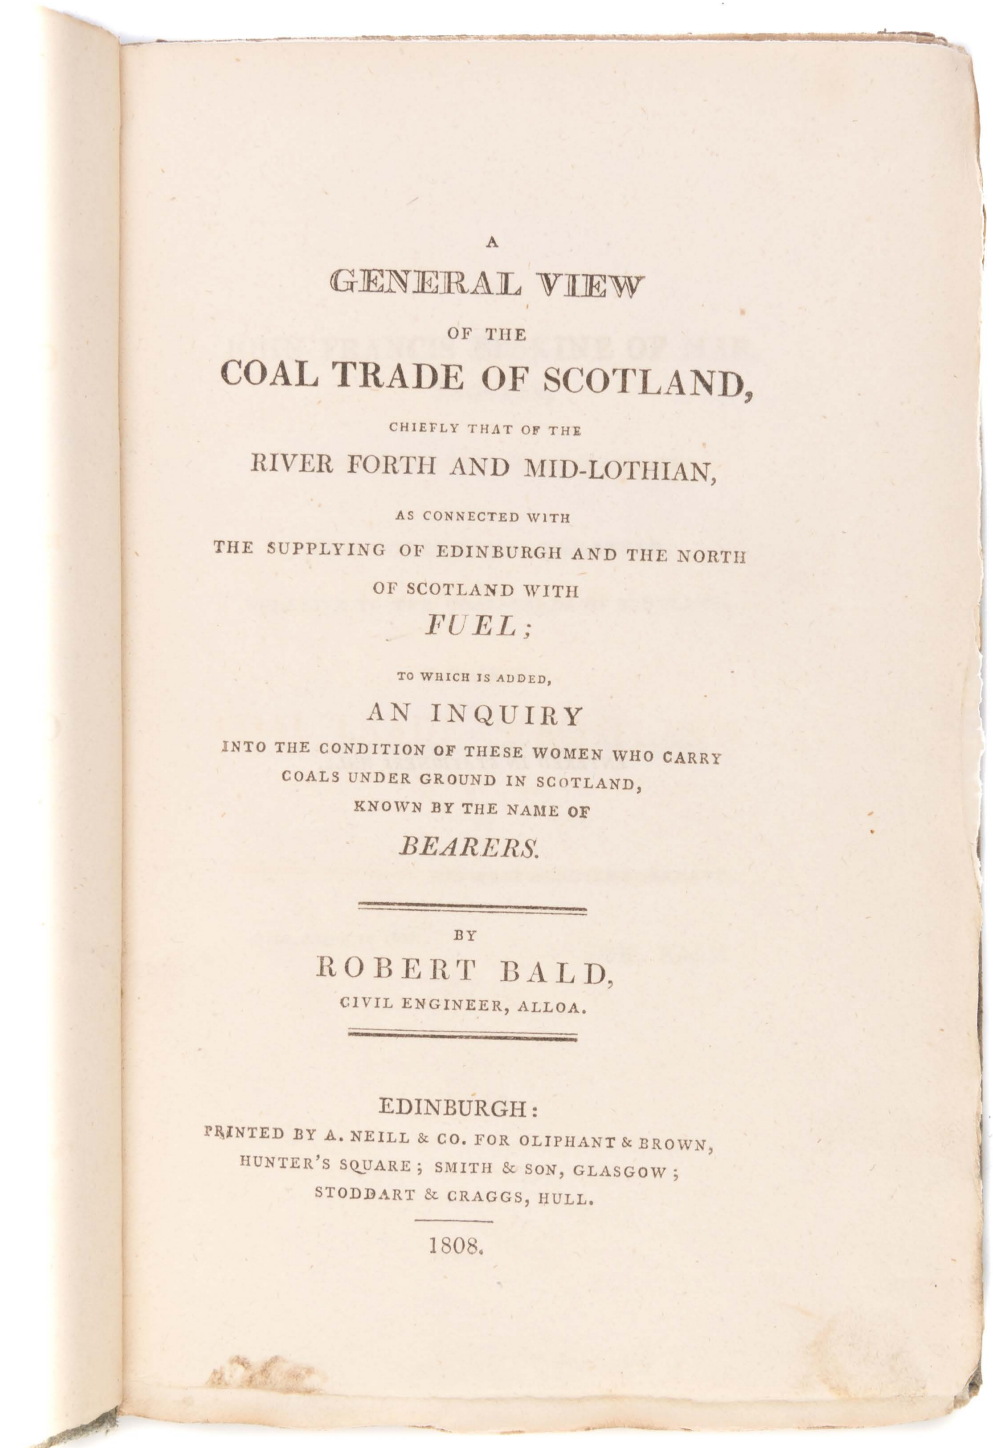 A
GENERAL VIEW
OF THE
COAL TRADE OF SCOTLAND,
CHIEFLY THAT OF THE
RIVER FORTH AND MID-LOTHIAN,
AS CONNECTED WITH
THE SUPPLYING OF EDINBURGH AND THE NORTH
OF SCOTLAND WITH
FUEL;
TO WHICH IS ADDED,
AN INQUIRY
INTO THE CONDITION OF THESE WOMEN WHO CARRY
COALS UNDER GROUND IN SCOTLAND,
KNOWN BY THE NAME OF
BEARERS.
BY
ROBERT BALD,
CIVIL ENGINEER, ALLOA.
EDINBURGH:
PRINTED BY A. NEILL & CO. FOR OLIPHANT & BROWN,
HUNTER'S SQUARE; SMITH & SON, GLASGOW;
STODDART & CRAGGS, HULL.
1808.